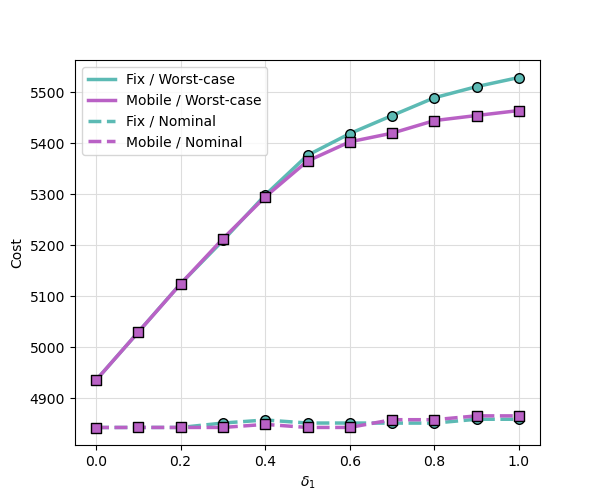 Fix / Worst-case
Mobile / Worst-case
Fix / Nominal
Mobile / Nominal
5500
5400
5300
5200
5100
5000
4900
Cost
0.0 0.2 0.4 0.6 0.8 1.0
δ₁